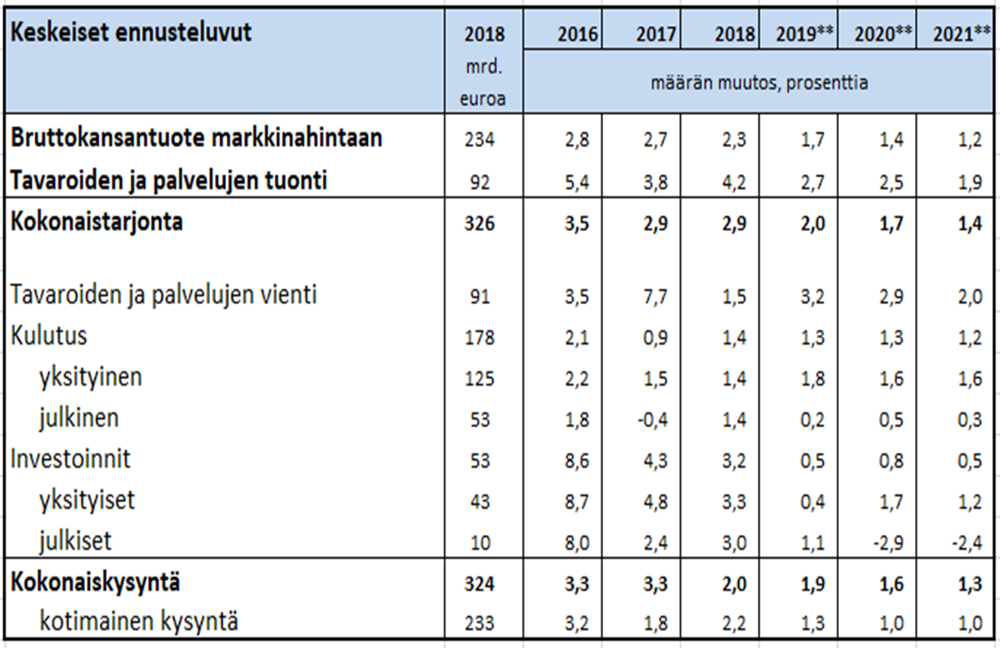 Keskeiset ennusteluvut 2018 2016 2017 2018 2019** 2020** 2021**
mrd.
euroa
määrän muutos, prosenttia
Bruttokansantuote markkinahintaan 234 2,8 2,7 2,3 1,7 1,4 1,2
Tavaroiden ja palvelujen tuonti 92 5,4 3,8 4,2 2,7 2,5 1,9
Kokonaistarjonta 326 3,5 2,9 2,9 2,0 1,7 1,4
Tavaroiden ja palvelujen vienti 91 3,5 7,7 1,5 3,2 2,9 2,0
Kulutus 178 2,1 0,9 1,4 1,3 1,3 1,2
yksityinen 125 2,2 1,5 1,4 1,8 1,6 1,6
julkinen 53 1,8 -0,4 1,4 0,2 0,5 0,3
Investoinnit 53 8,6 4,3 3,2 0,5 0,8 0,5
yksityiset 43 8,7 4,8 3,3 0,4 1,7 1,2
julkiset 10 8,0 2,4 3,0 1,1 -2,9 -2,4
Kokonaiskysyntä 324 3,3 3,3 2,0 1,9 1,6 1,3
kotimainen kysyntä 233 3,2 1,8 2,2 1,3 1,0 1,0